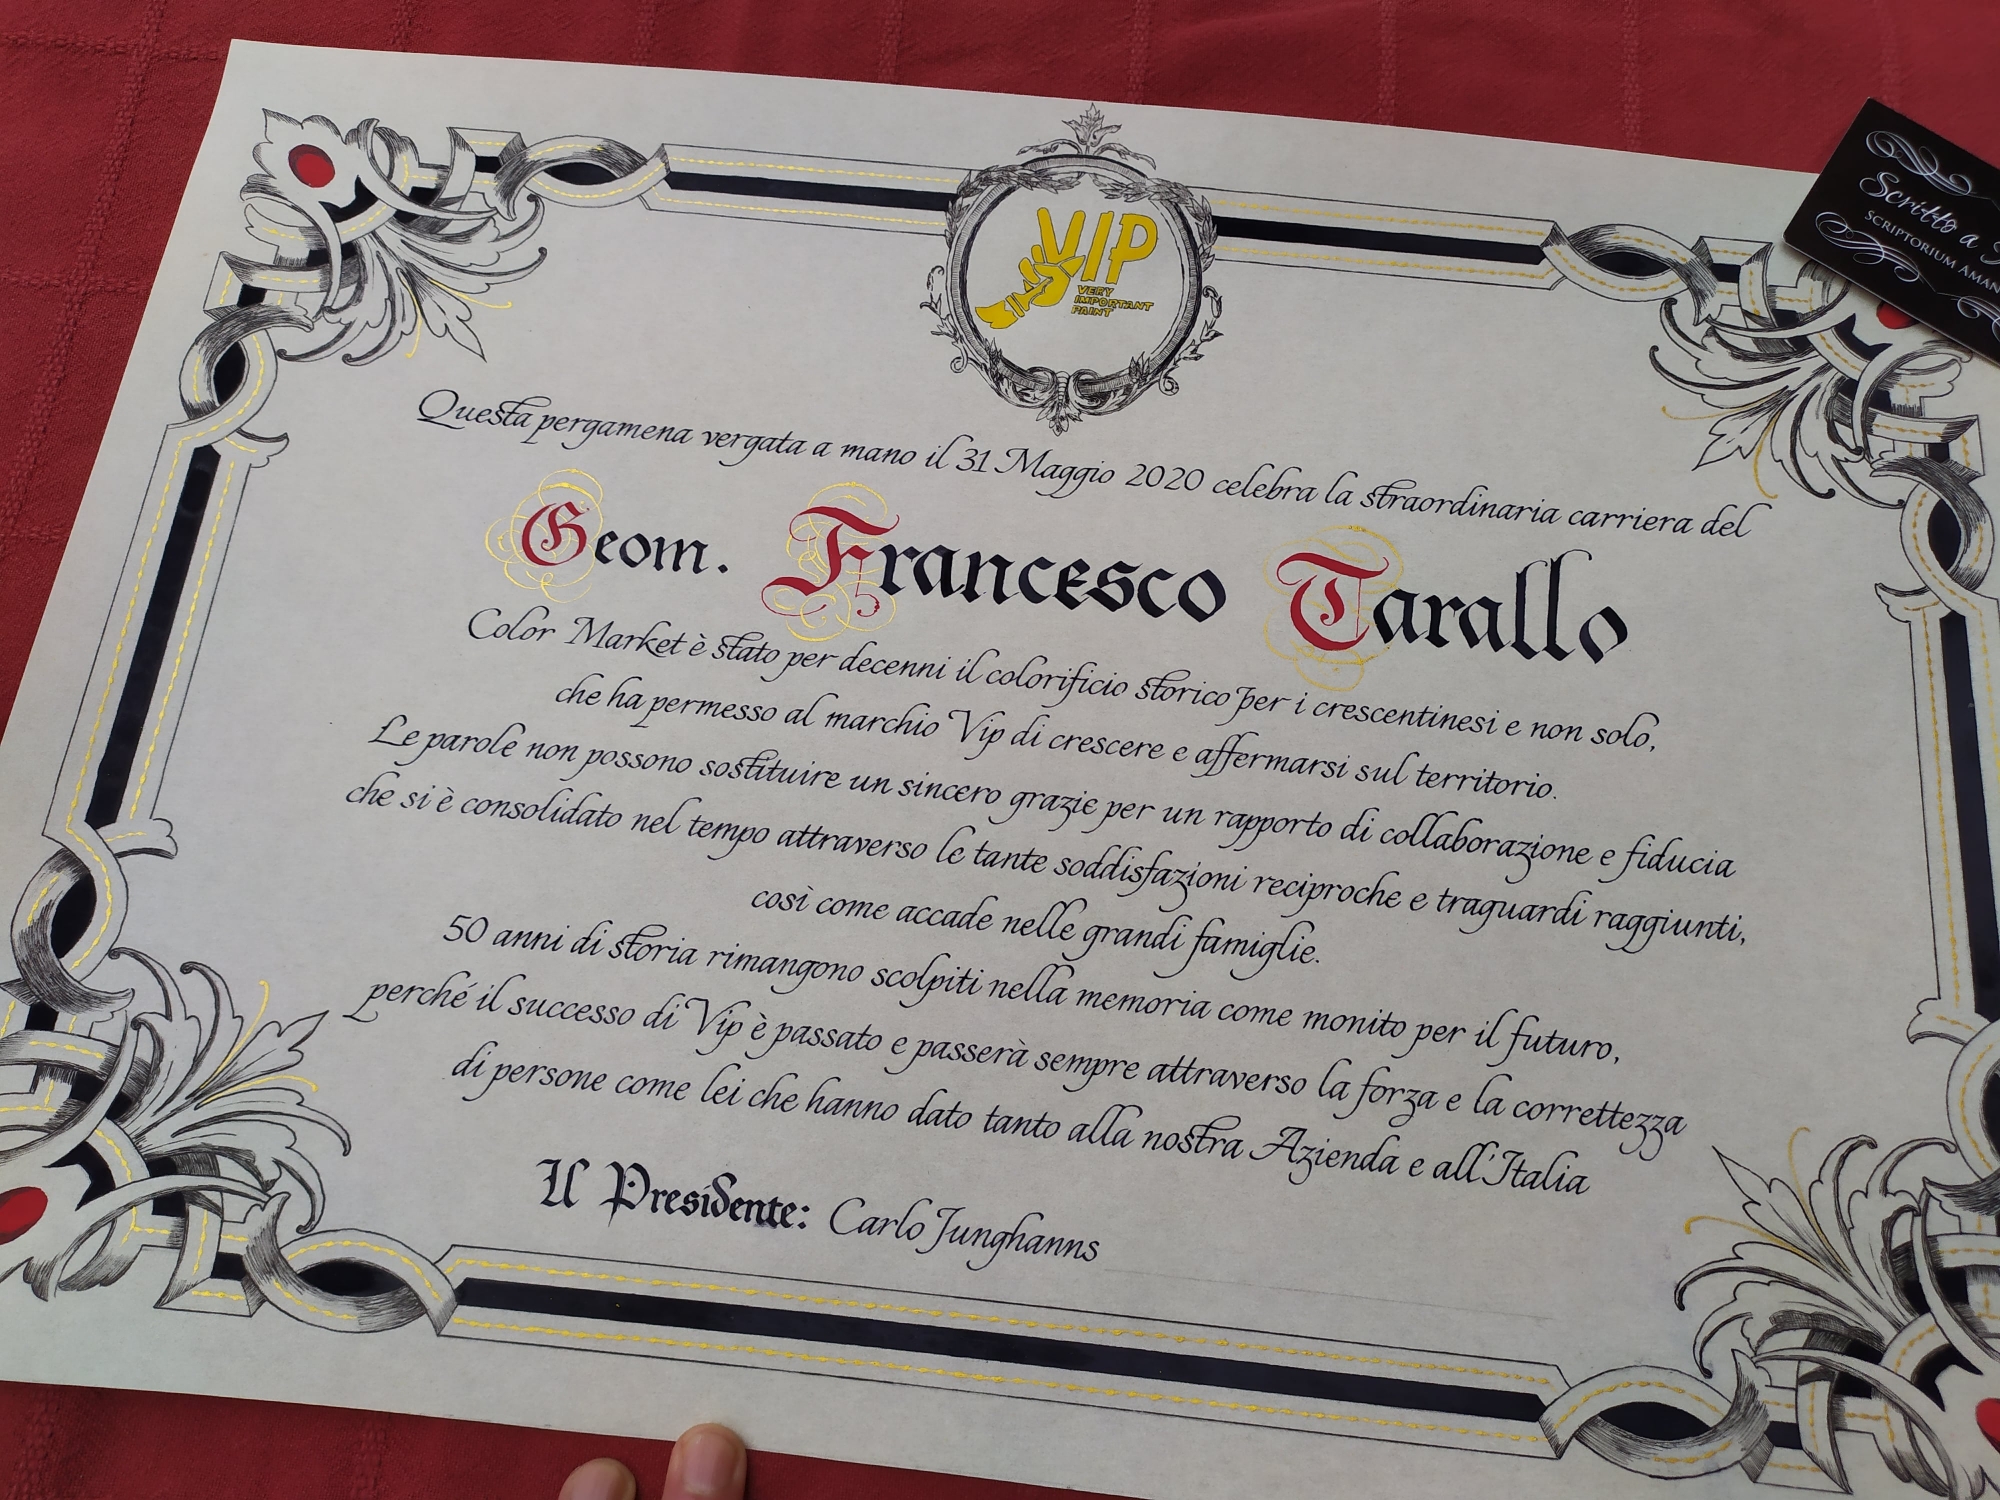 VIP
VERY
IMPORTANT
PAINT
Scritto a
SCRIPTORIUM
Questa pergamena vergata a mano il 31 Maggio 2020 celebra la straordinaria carriera del
Geom. Francesco Tarallo
Color Market è stato per decenni il colorificio storico per i crescentinesi e non solo,
che ha permesso al marchio Vip di crescere e affermarsi sul territorio.
Le parole non possono sostituire un sincero grazie per un rapporto di collaborazione e fiducia
che si è consolidato nel tempo attraverso le tante soddisfazioni reciproche e traguardi raggiunti,
così come accade nelle grandi famiglie.
50 anni di storia rimangono scolpiti nella memoria come monito per il futuro,
perché il successo di Vip è passato e passerà sempre attraverso la forza e la correttezza
di persone come lei che hanno dato tanto alla nostra Azienda e all'Italia
Il Presidente: Carlo Junghanns